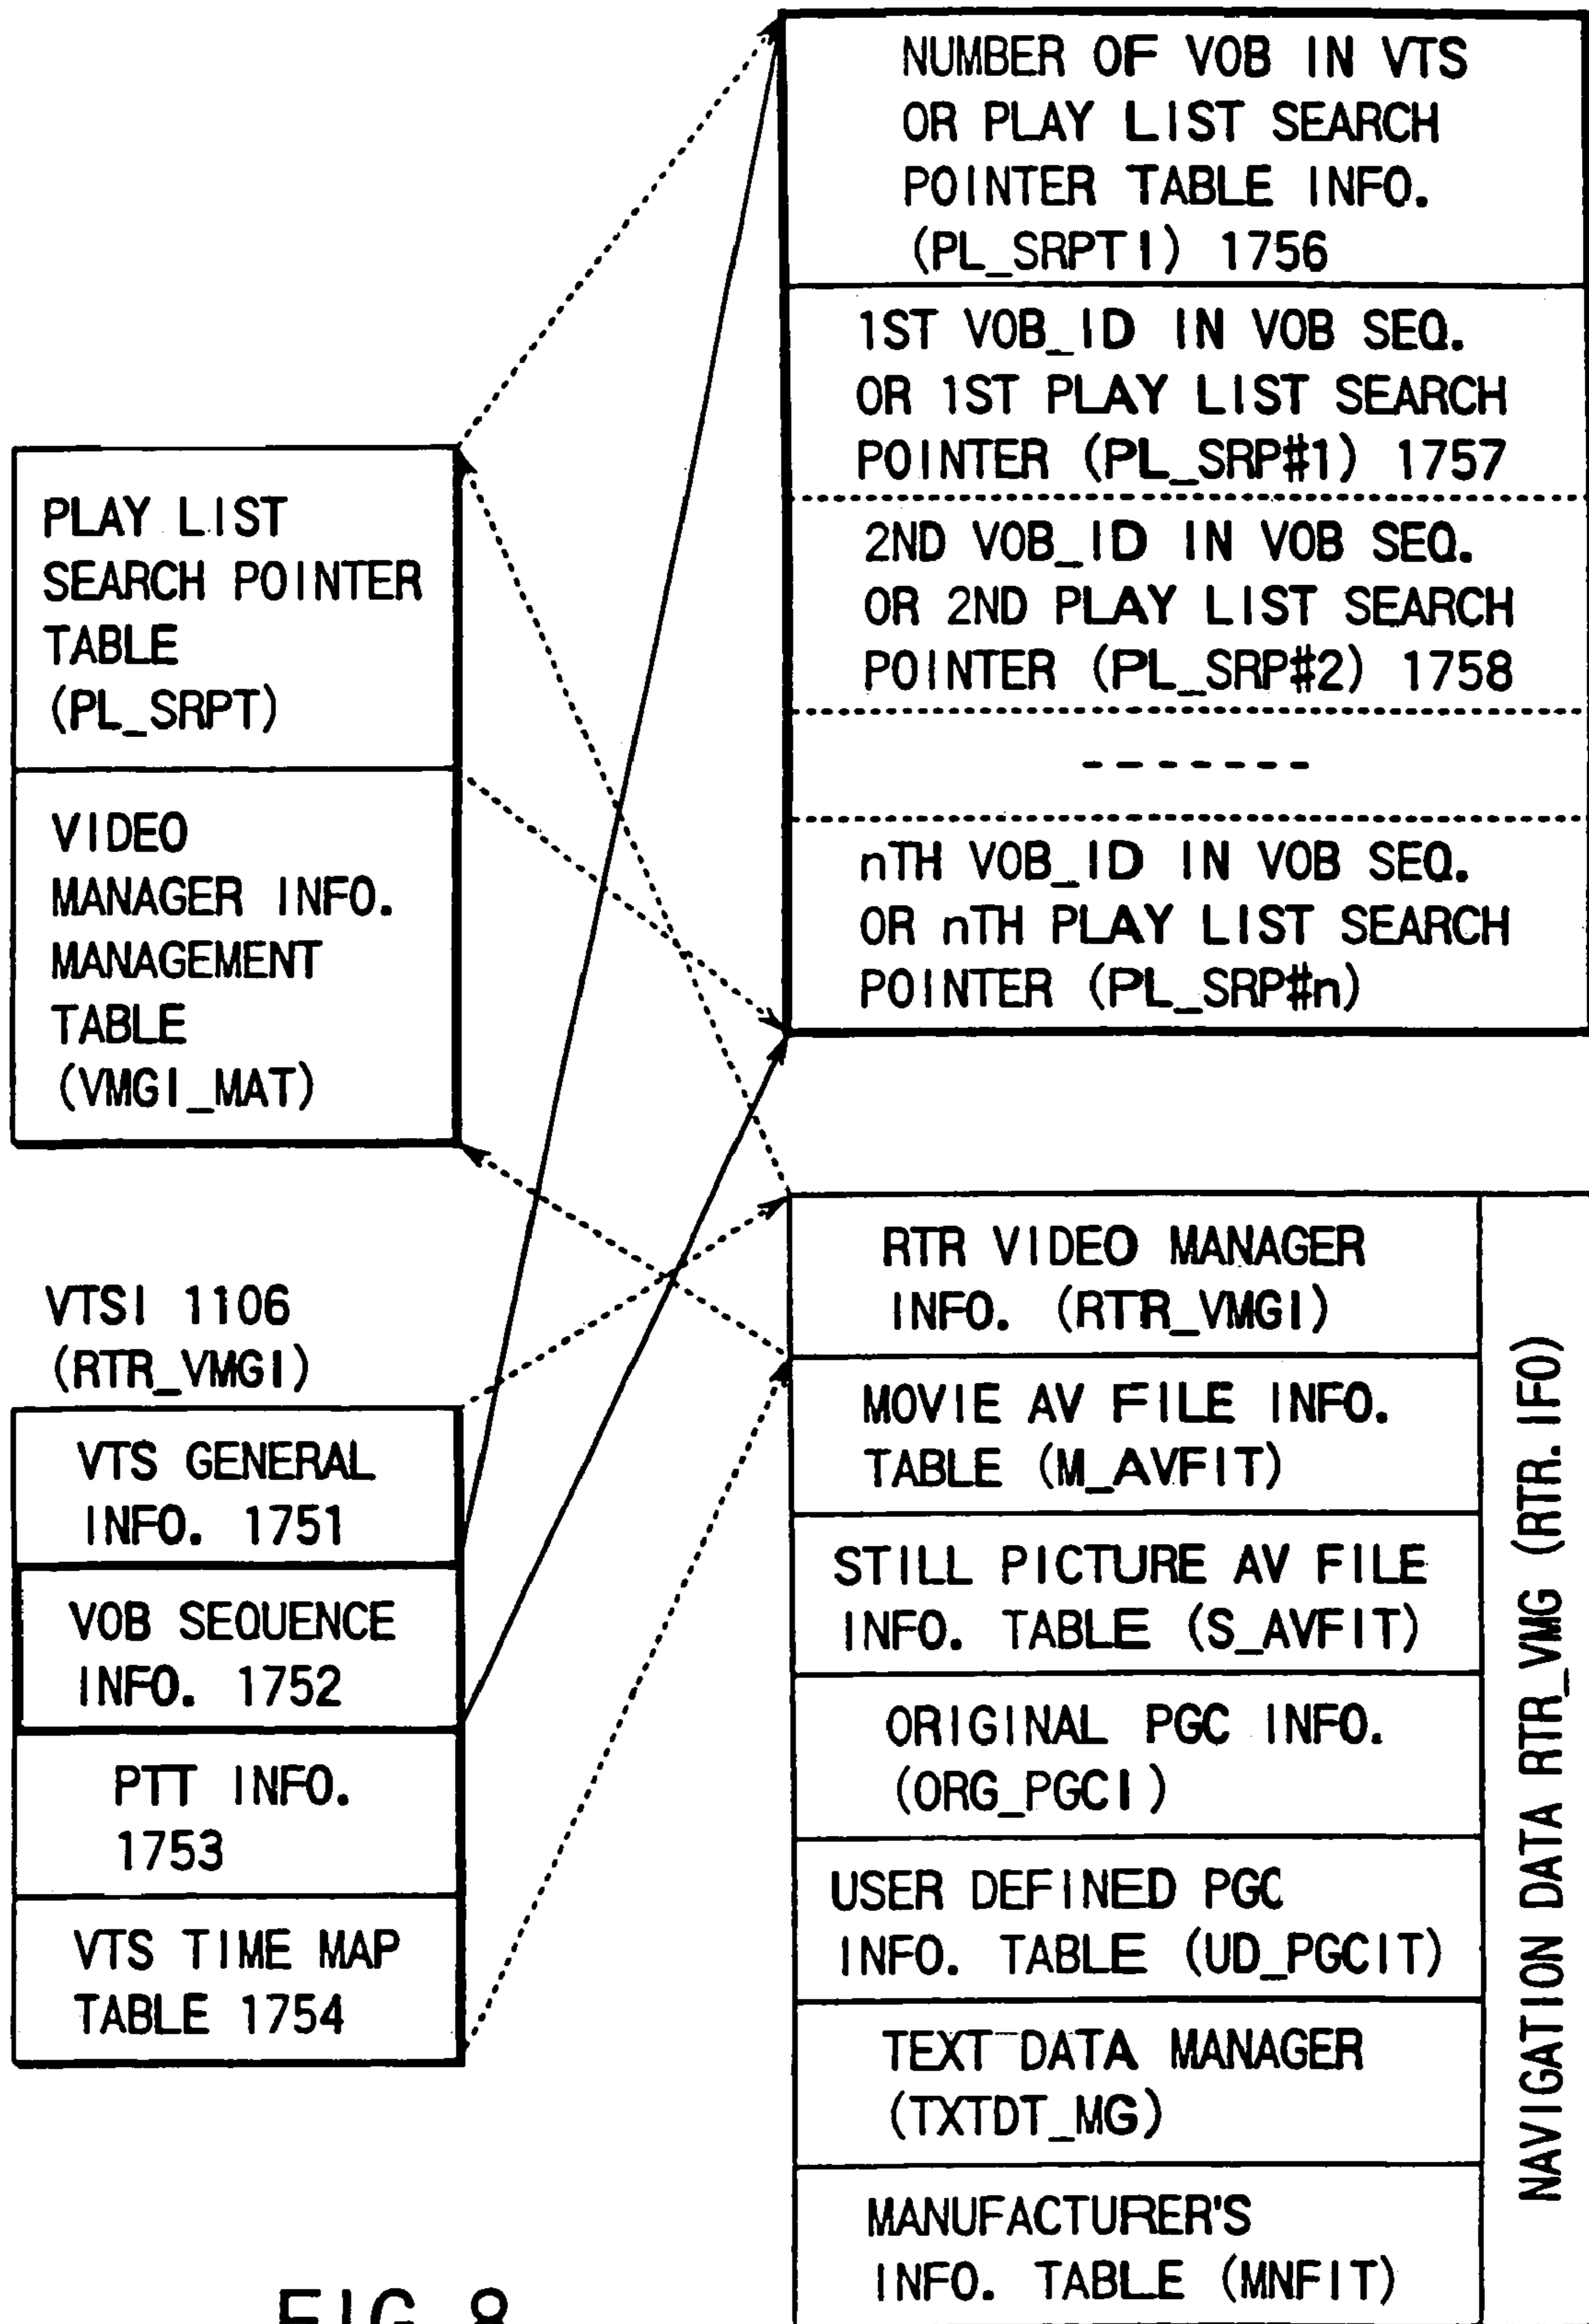 NUMBER OF VOB IN VTS
OR PLAY LIST SEARCH
POINTER TABLE INFO.
(PL_SRPTI) 1756
1ST VOB_ID IN VOB SEQ.
OR 1ST PLAY LIST SEARCH
POINTER (PL_SRP#1) 1757
2ND VOB_ID IN VOB SEQ.
OR 2ND PLAY LIST SEARCH
POINTER (PL_SRP#2) 1758
-------
nTH VOB_ID IN VOB SEQ.
OR nTH PLAY LIST SEARCH
POINTER (PL_SRP#n)
PLAY LIST
SEARCH POINTER
TABLE
(PL_SRPT)
VIDEO
MANAGER INFO.
MANAGEMENT
TABLE
(VMGI_MAT)
VTSI 1106
(RTR_VMGI)
VTS GENERAL
INFO. 1751
VOB SEQUENCE
INFO. 1752
PTT INFO.
1753
VTS TIME MAP
TABLE 1754
RTR VIDEO MANAGER
INFO. (RTR_VMGI)
MOVIE AV FILE INFO.
TABLE (M_AVFIT)
STILL PICTURE AV FILE
INFO. TABLE (S_AVFIT)
ORIGINAL PGC INFO.
(ORG_PGCI)
USER DEFINED PGC
INFO. TABLE (UD_PGCIT)
TEXT DATA MANAGER
(TXTDT_MG)
MANUFACTURER'S
INFO. TABLE (MNFIT)
NAVIGATION DATA RTR_VMG (RTR.IFO)
FIG. 8